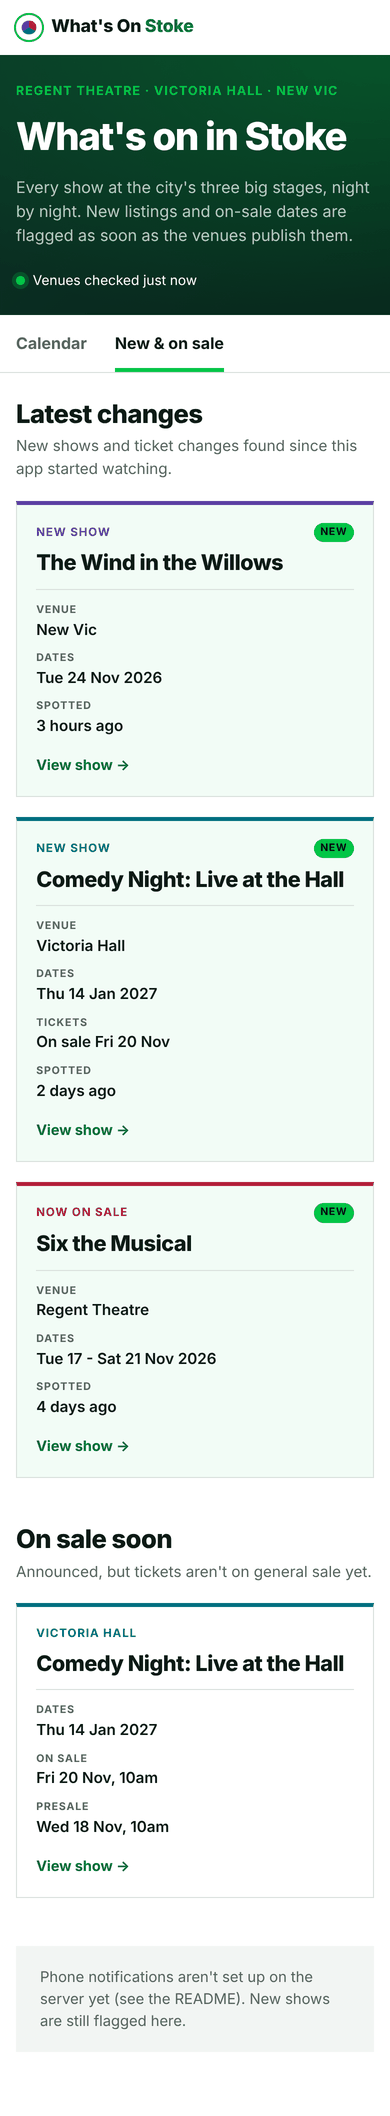 What's On Stoke
REGENT THEATRE · VICTORIA HALL · NEW VIC
What's on in Stoke
Every show at the city's three big stages, night
by night. New listings and on-sale dates are
flagged as soon as the venues publish them.
Venues checked just now
Calendar New & on sale
Latest changes
New shows and ticket changes found since this
app started watching.
NEW SHOW NEW
The Wind in the Willows
VENUE
New Vic
DATES
Tue 24 Nov 2026
SPOTTED
3 hours ago
View show →
NEW SHOW NEW
Comedy Night: Live at the Hall
VENUE
Victoria Hall
DATES
Thu 14 Jan 2027
TICKETS
On sale Fri 20 Nov
SPOTTED
2 days ago
View show →
NOW ON SALE NEW
Six the Musical
VENUE
Regent Theatre
DATES
Tue 17 - Sat 21 Nov 2026
SPOTTED
4 days ago
View show →
On sale soon
Announced, but tickets aren't on general sale yet.
VICTORIA HALL
Comedy Night: Live at the Hall
DATES
Thu 14 Jan 2027
ON SALE
Fri 20 Nov, 10am
PRESALE
Wed 18 Nov, 10am
View show →
Phone notifications aren't set up on the
server yet (see the README). New shows
are still flagged here.